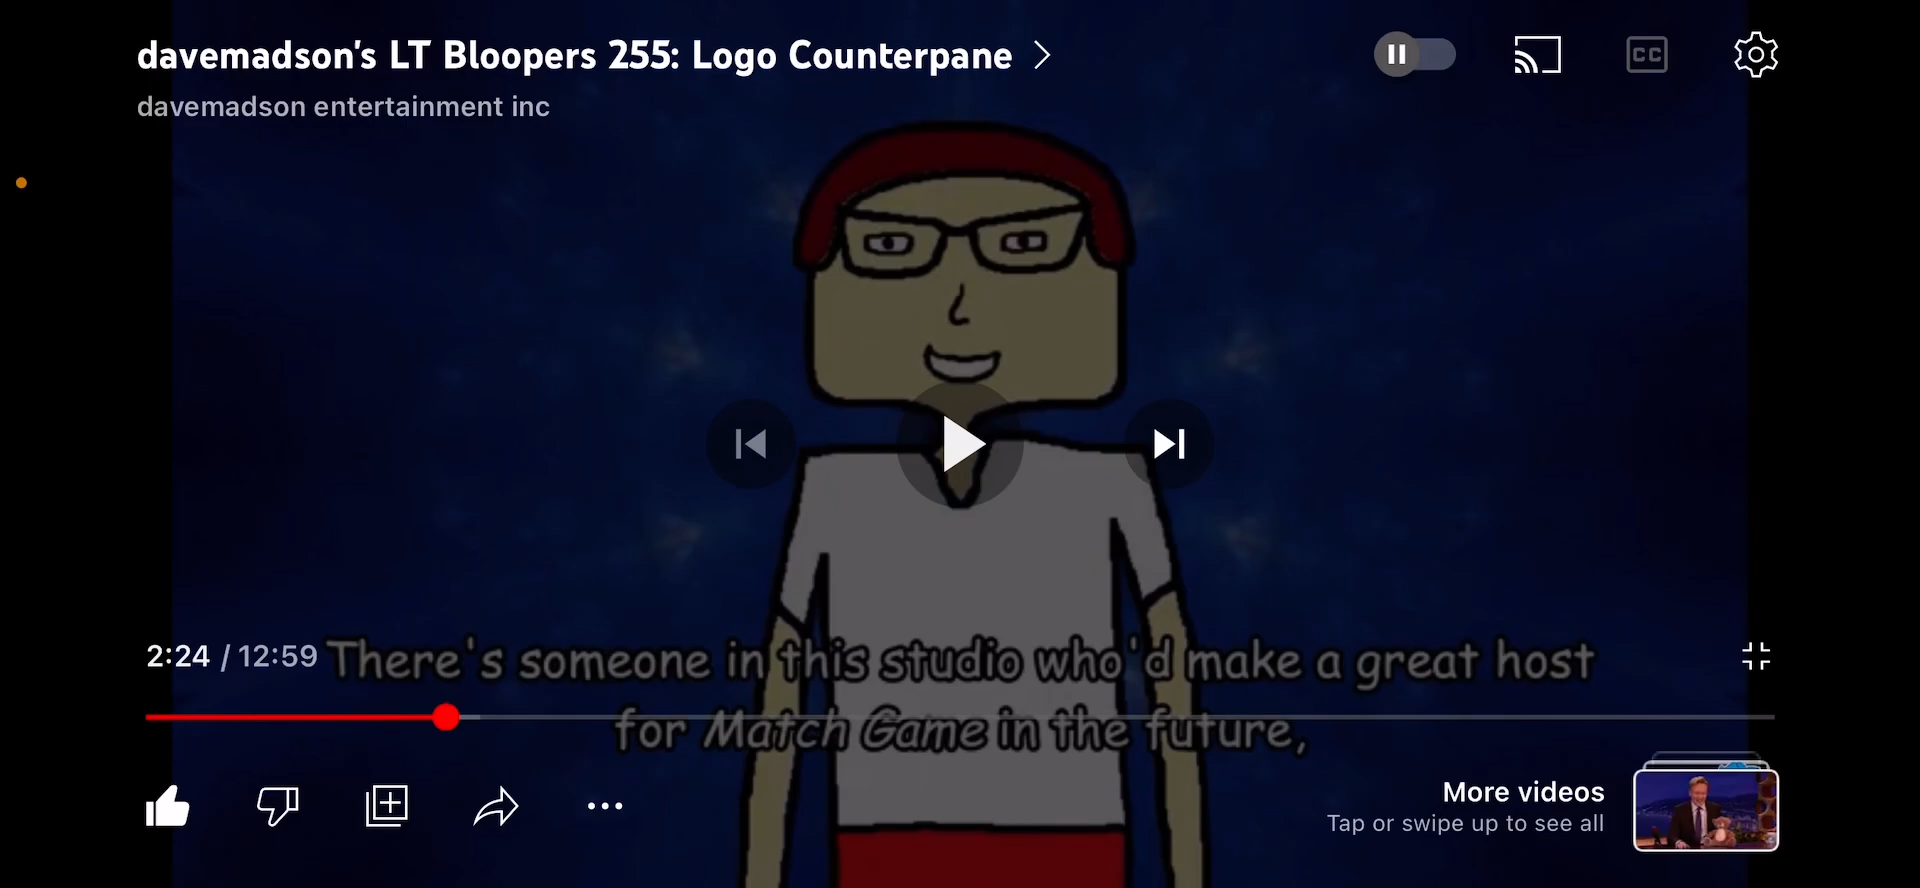 davemadson's LT Bloopers 255: Logo Counterpane
davemadson entertainment inc
CC
2:24 / 12:59
There's someone in this studio who'd make a great host
for Match Game in the future,
More videos
Tap or swipe up to see all